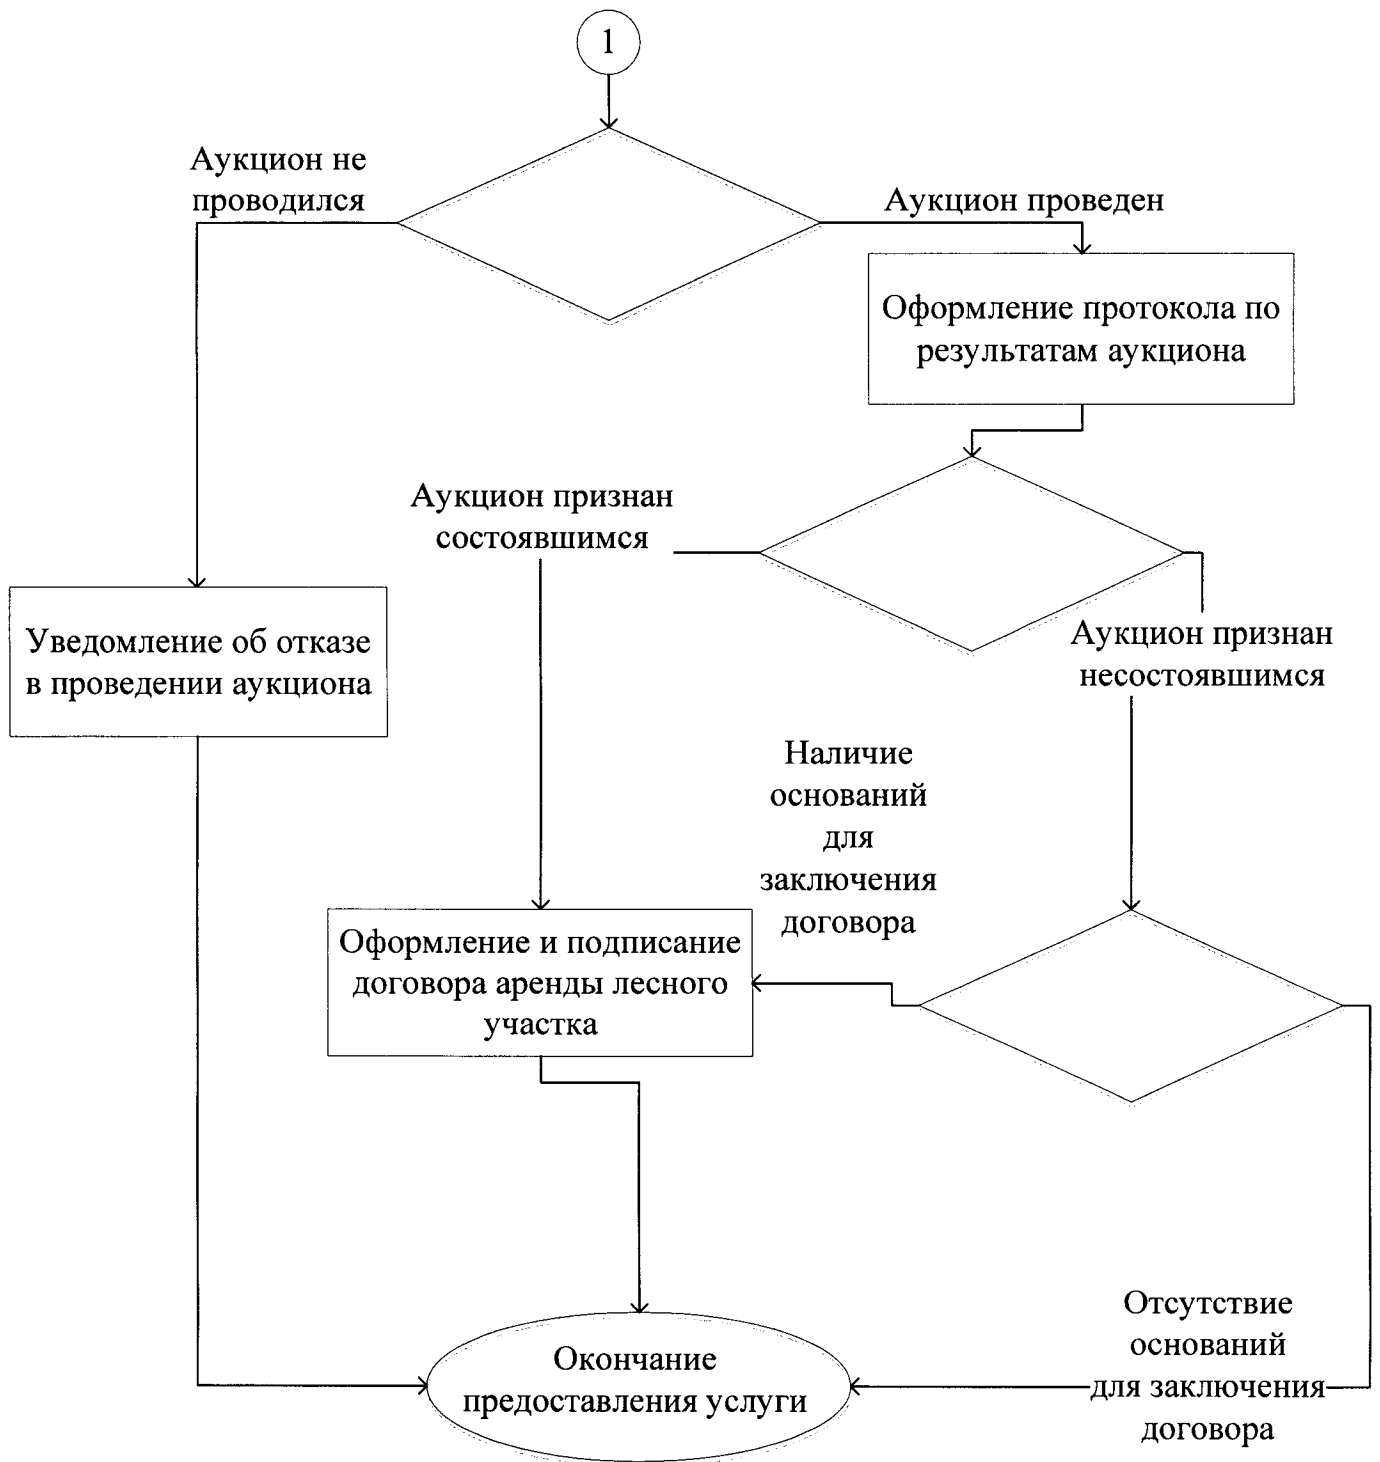 1
Аукцион не
проводился
Аукцион проведен
Оформление протокола по
результатам аукциона
Аукцион признан
состоявшимся
Аукцион признан
несостоявшимся
Уведомление об отказе
в проведении аукциона
Наличие
оснований
для
заключения
договора
Оформление и подписание
договора аренды лесного
участка
Отсутствие
оснований
для заключения
договора
Окончание
предоставления услуги